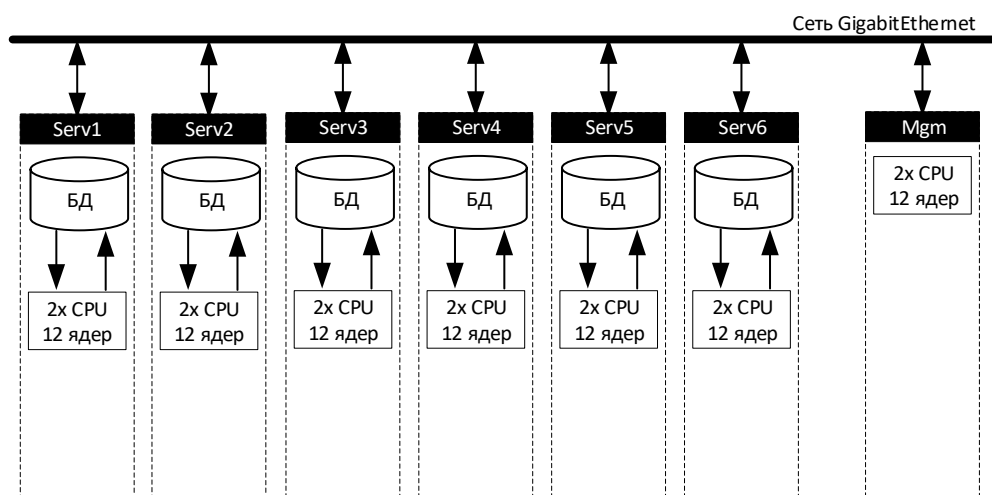 Сеть GigabitEthernet
Serv1
Serv2
Serv3
Serv4
Serv5
Serv6
Mgm
БД
БД
БД
БД
БД
БД
2x CPU
12 ядер
2x CPU
12 ядер
2x CPU
12 ядер
2x CPU
12 ядер
2x CPU
12 ядер
2x CPU
12 ядер
2x CPU
12 ядер